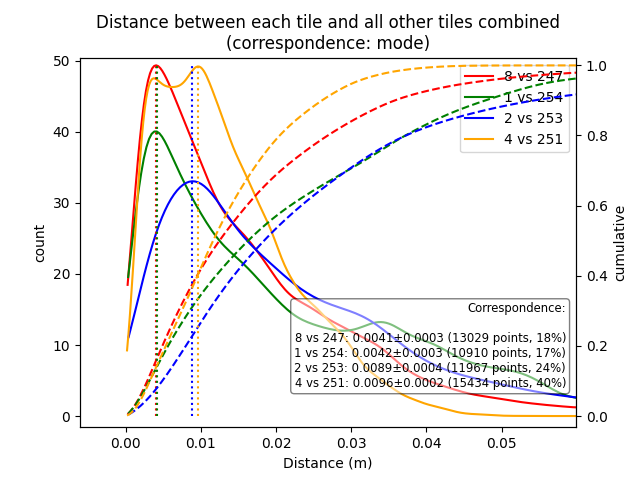 Distance between each tile and all other tiles combined
(correspondence: mode)
50
40
30
20
10
0
count
1.0
0.8
0.6
0.4
0.2
0.0
cumulative
8 vs 247
1 vs 254
2 vs 253
4 vs 251
Correspondence:
8 vs 247: 0.0041±0.0003 (13029 points, 18%)
1 vs 254: 0.0042±0.0003 (10910 points, 17%)
2 vs 253: 0.0089±0.0004 (11967 points, 24%)
4 vs 251: 0.0096±0.0002 (15434 points, 40%)
0.00 0.01 0.02 0.03 0.04 0.05
Distance (m)